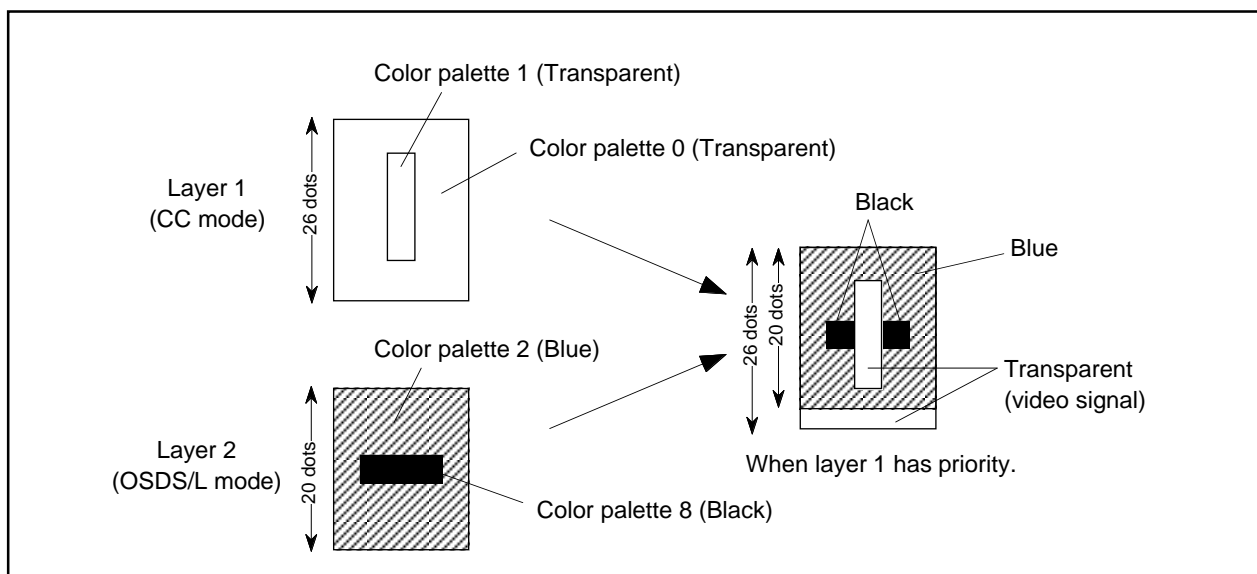 Color palette 1 (Transparent)
Color palette 0 (Transparent)
Layer 1
(CC mode)
26 dots
Color palette 2 (Blue)
Layer 2
(OSDS/L mode)
20 dots
Color palette 8 (Black)
Black
Blue
26 dots
20 dots
Transparent
(video signal)
When layer 1 has priority.